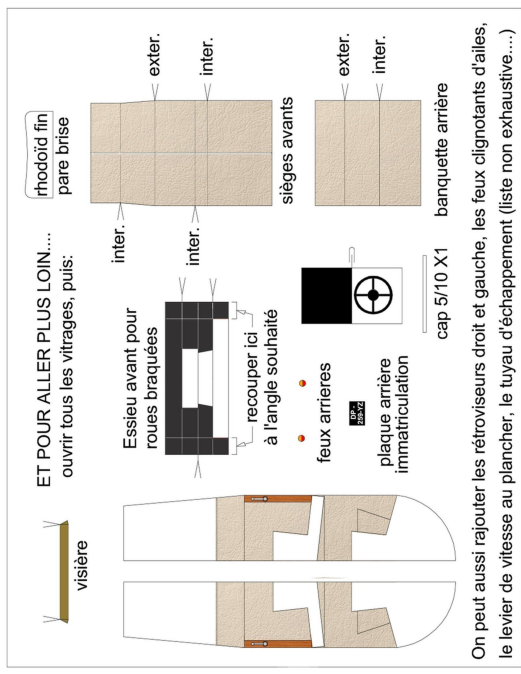 ET POUR ALLER PLUS LOIN....
ouvrir tous les vitrages, puis:
rhodoïd fin
pare brise
visière
Essieu avant pour
roues braquées
recouper ici
à l'angle souhaité
inter.
inter.
exter.
inter.
sièges avants
exter.
inter.
banquette arrière
feux arrieres
DP -
259-YZ
plaque arrière
immatriculation
cap 5/10 X1
On peut aussi rajouter les rétroviseurs droit et gauche, les feux clignotants d'ailes,
le levier de vitesse au plancher, le tuyau d'échappement (liste non exhaustive....)